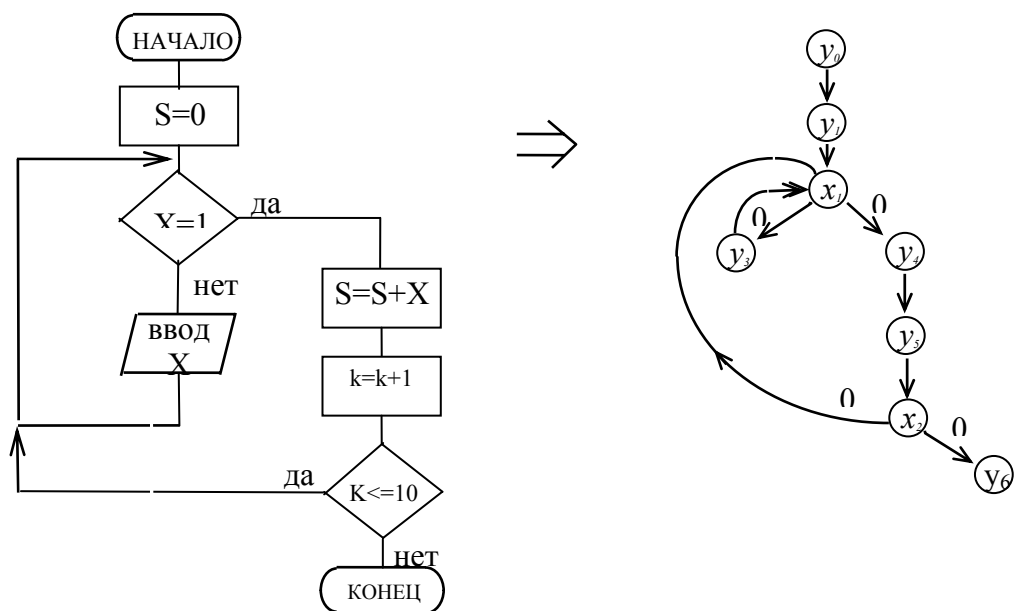 НАЧАЛО
S=0
X=1
да
нет
ввод
X
S=S+X
k=k+1
да
K<=10
нет
КОНЕЦ
y0
y1
x1
0
0
y3
y4
y5
0
x2
0
y6